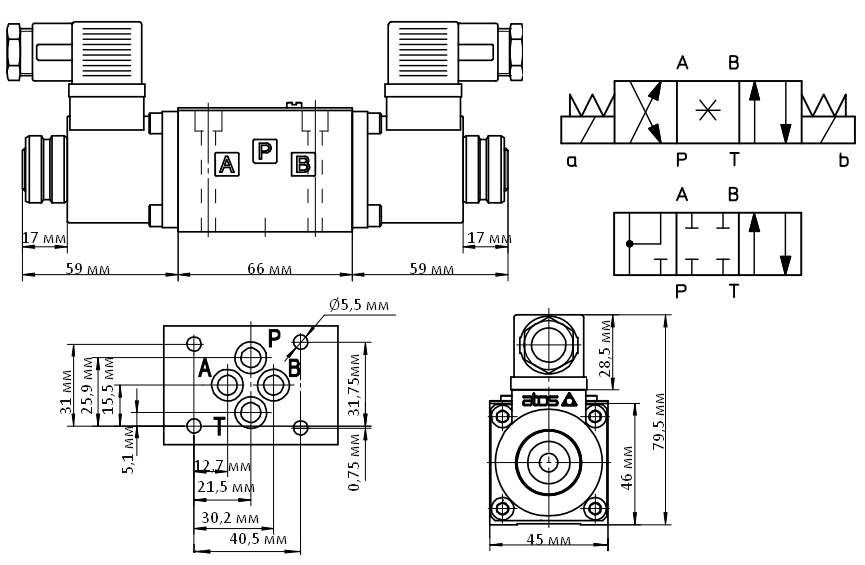 A B
a P T b
A B
P T
A P B
17 мм 17 мм
59 мм 66 мм 59 мм
Ø5,5 мм
P
A B
T
31 мм
25,9 мм
15,5 мм
5,1 мм
31,75мм
0,75 мм
12,7 мм
21,5 мм
30,2 мм
40,5 мм
atos
28,5 мм
79,5 мм
46 мм
45 мм